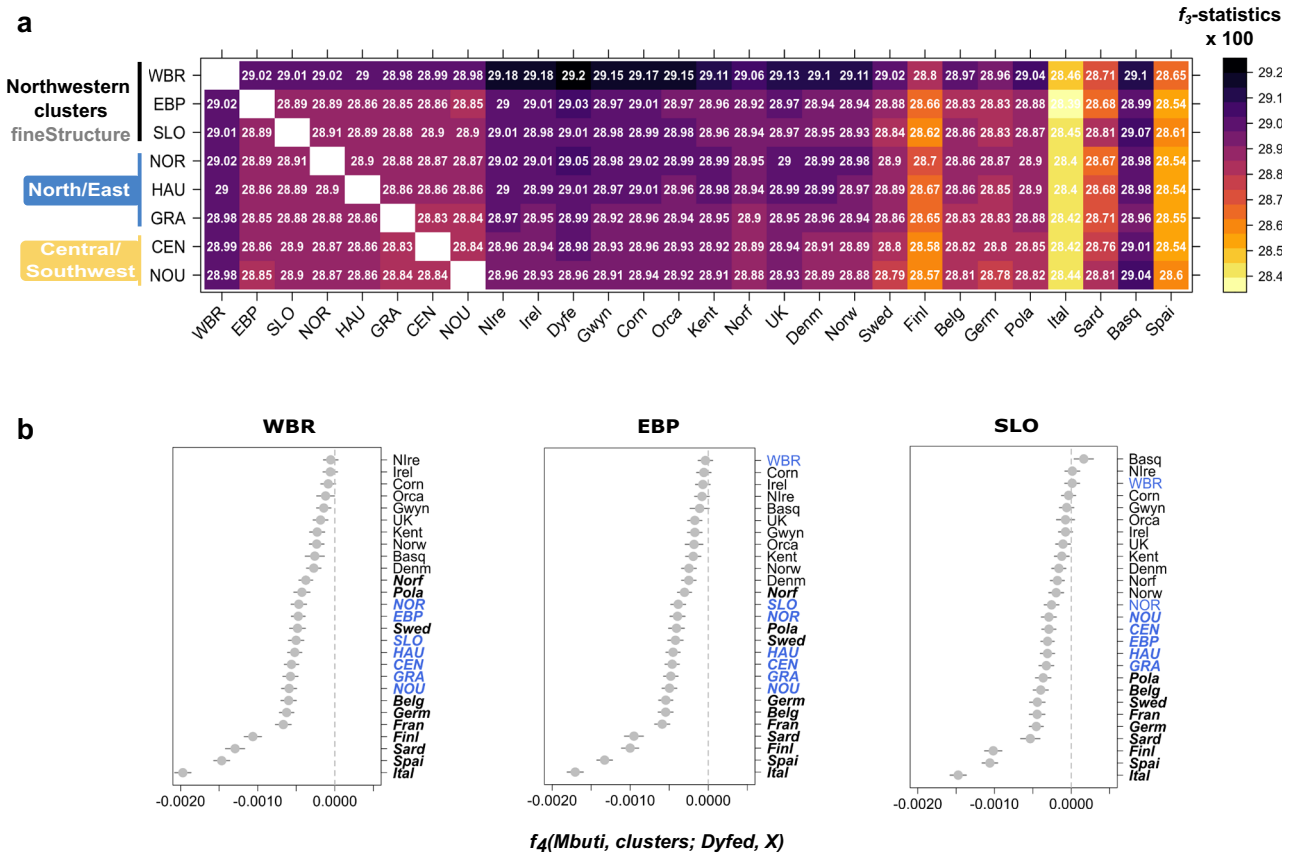 a
f3-statistics
x 100
Northwestern
clusters
fineStructure
North/East
Central/
Southwest
WBR 29.02 29.01 29.02 29 28.98 28.99 28.98 29.18 29.18 29.2 29.15 29.17 29.15 29.11 29.06 29.13 29.1 29.11 29.02 28.8 28.97 28.96 29.04 28.46 28.71 29.1 28.65
EBP 29.02 28.89 28.89 28.86 28.85 28.86 28.85 29 29.01 29.03 28.97 29.01 28.97 28.96 28.92 28.97 28.94 28.94 28.88 28.66 28.83 28.83 28.88 28.68 28.99 28.54
SLO 29.01 28.89 28.91 28.89 28.88 28.9 28.9 29.01 28.98 29.01 28.98 28.99 28.98 28.96 28.94 28.97 28.95 28.93 28.84 28.62 28.86 28.83 28.87 28.45 28.81 29.07 28.61
NOR 29.02 28.89 28.91 28.9 28.88 28.87 28.87 29.02 29.01 29.05 28.98 29.02 28.99 28.99 28.95 29 28.99 28.98 28.9 28.7 28.86 28.87 28.9 28.4 28.67 28.98 28.54
HAU 29 28.86 28.89 28.9 28.86 28.86 28.86 29 28.99 29.01 28.97 29.01 28.96 28.98 28.94 28.99 28.99 28.97 28.89 28.67 28.86 28.85 28.9 28.4 28.68 28.98 28.54
GRA 28.98 28.85 28.88 28.88 28.86 28.83 28.84 28.97 28.95 28.99 28.92 28.96 28.94 28.95 28.9 28.95 28.96 28.94 28.86 28.65 28.83 28.83 28.88 28.42 28.71 28.96 28.55
CEN 28.99 28.86 28.9 28.87 28.86 28.83 28.84 28.96 28.94 28.98 28.93 28.96 28.93 28.92 28.89 28.94 28.91 28.89 28.8 28.58 28.82 28.8 28.85 28.42 28.76 29.01 28.54
NOU 28.98 28.85 28.9 28.87 28.86 28.84 28.84 28.96 28.93 28.96 28.91 28.94 28.92 28.91 28.88 28.93 28.89 28.88 28.79 28.57 28.81 28.78 28.82 28.44 28.81 29.04 28.6
WBR EBP SLO NOR HAU GRA CEN NOU NIre Irel Dyfe Gwyn Corn Orca Kent Norf UK Denm Norw Swed Finl Belg Germ Pola Ital Sard Basq Spai
29.2
29.1
29.0
28.9
28.8
28.7
28.6
28.5
28.4
b
WBR
NIre
Irel
Corn
Orca
Gwyn
UK
Kent
Norw
Basq
Denm
Norf
Pola
NOR
EBP
Swed
SLO
HAU
CEN
GRA
NOU
Belg
Germ
Fran
Finl
Sard
Spai
Ital
-0.0020 -0.0010 0.0000
EBP
WBR
Corn
Irel
NIre
Basq
UK
Gwyn
Orca
Kent
Norw
Denm
Norf
SLO
NOR
Pola
Swed
HAU
CEN
GRA
NOU
Germ
Belg
Fran
Sard
Finl
Spai
Ital
-0.0020 -0.0010 0.0000
SLO
Basq
NIre
WBR
Corn
Gwyn
Orca
Irel
UK
Kent
Denm
Norf
Norw
NOR
NOU
CEN
EBP
HAU
GRA
Pola
Belg
Swed
Fran
Germ
Sard
Finl
Spai
Ital
-0.0020 -0.0010 0.0000
f4(Mbuti, clusters; Dyfed, X)